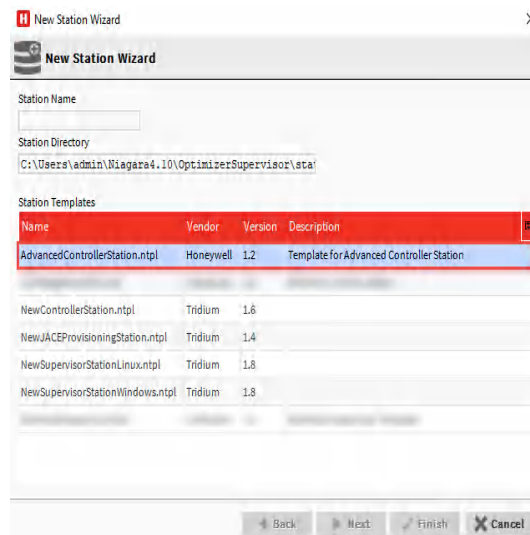 H New Station Wizard
New Station Wizard
Station Name
Station Directory
C:\Users\admin\Niagara4.10\OptimizerSupervisor\sta
Station Templates
Name Vendor Version Description
AdvancedControllerStation.ntpl Honeywell 1.2 Template for Advanced Controller Station
NewControllerStation.ntpl Tridium 1.6
NewJACEProvisioningStation.ntpl Tridium 1.4
NewSupervisorStationLinux.ntpl Tridium 1.8
NewSupervisorStationWindows.ntpl Tridium 1.8
Back Next Finish Cancel